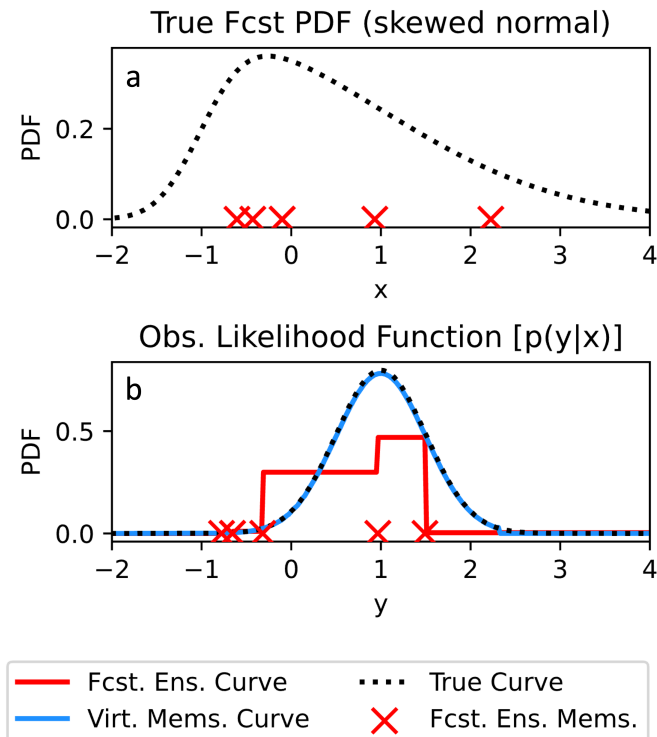 True Fcst PDF (skewed normal)
a
PDF
0.2
0.0
−2 −1 0 1 2 3 4
x
Obs. Likelihood Function [p(y|x)]
b
PDF
0.5
0.0
−2 −1 0 1 2 3 4
y
Fcst. Ens. Curve True Curve
Virt. Mems. Curve Fcst. Ens. Mems.